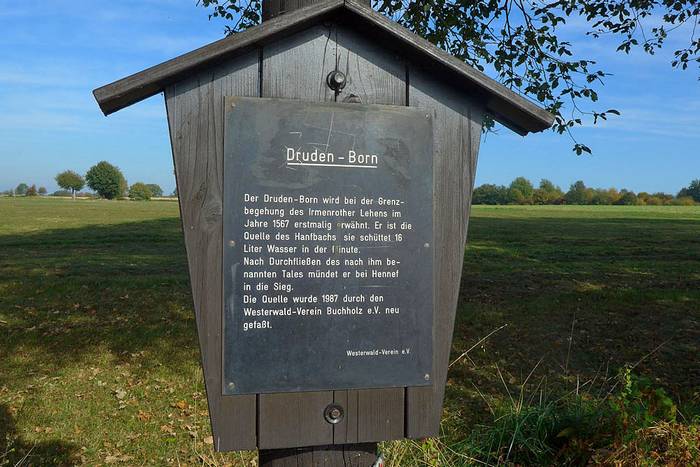 Druden-Born
Der Druden-Born wird bei der Grenz-
begehung des Irmenrother Lehens im
Jahre 1567 erstmalig erwähnt. Er ist die
Quelle des Hanfbachs sie schüttet 16
Liter Wasser in der Minute.
Nach Durchfließen des nach ihm be-
nannten Tales mündet er bei Hennef
in die Sieg.
Die Quelle wurde 1987 durch den
Westerwald-Verein Buchholz e.V. neu
gefaßt.
Westerwald-Verein e.V.